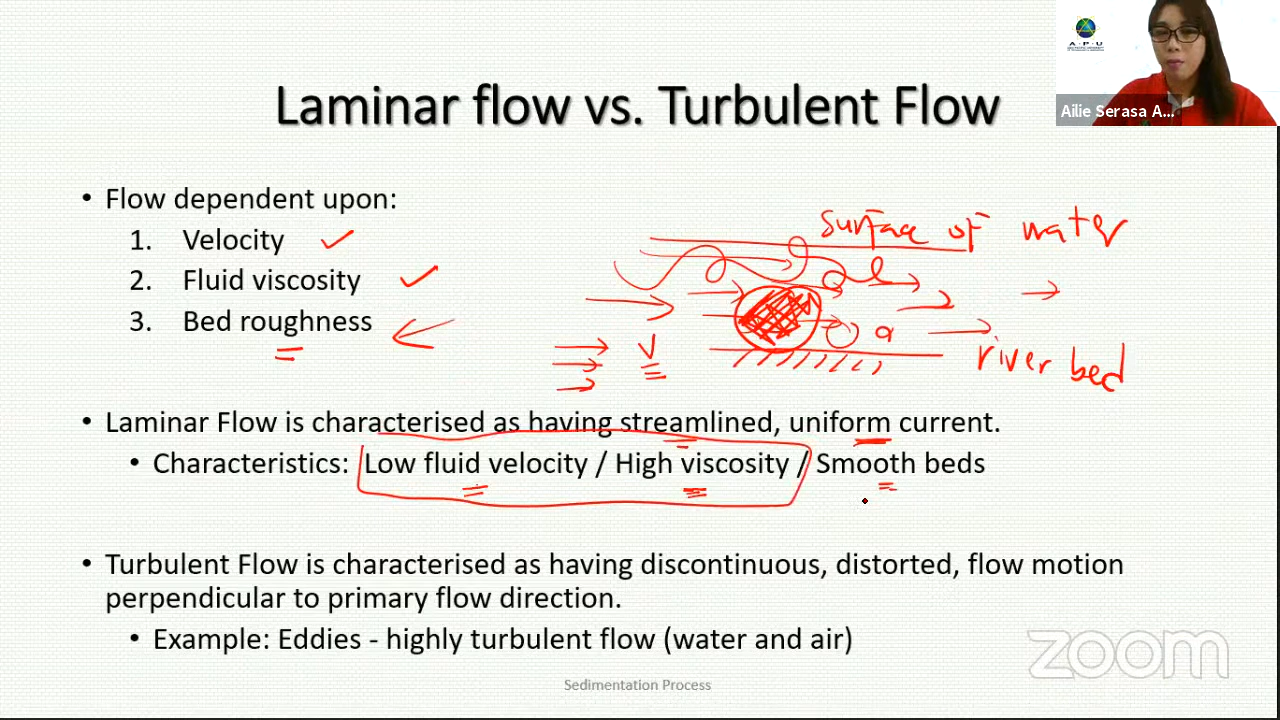 A · P · U
Ailie Serasa A...
Laminar flow vs. Turbulent Flow
• Flow dependent upon:
1. Velocity
2. Fluid viscosity
3. Bed roughness
surface of water
v
a
river bed
• Laminar Flow is characterised as having streamlined, uniform current.
• Characteristics: Low fluid velocity / High viscosity / Smooth beds
• Turbulent Flow is characterised as having discontinuous, distorted, flow motion
perpendicular to primary flow direction.
• Example: Eddies - highly turbulent flow (water and air)
zoom
Sedimentation Process